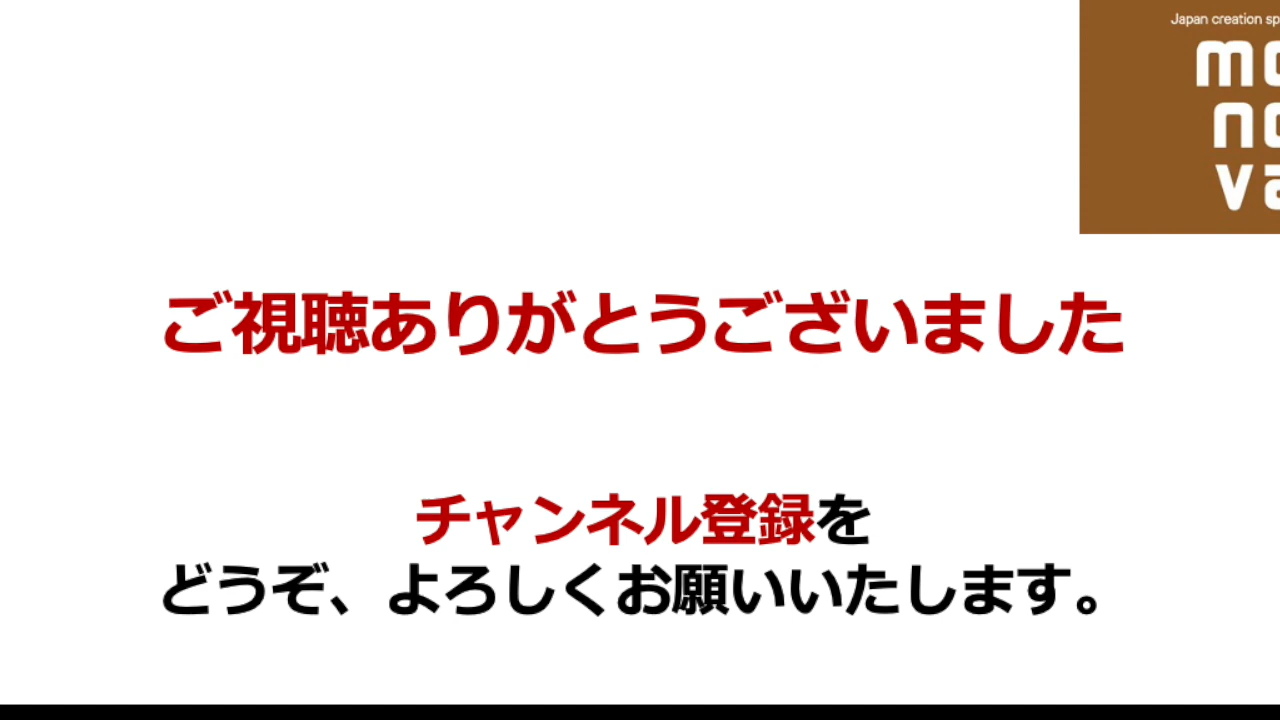 Japan creation sp
mo
no
va
ご視聴ありがとうございました
チャンネル登録を
どうぞ、よろしくお願いいたします。